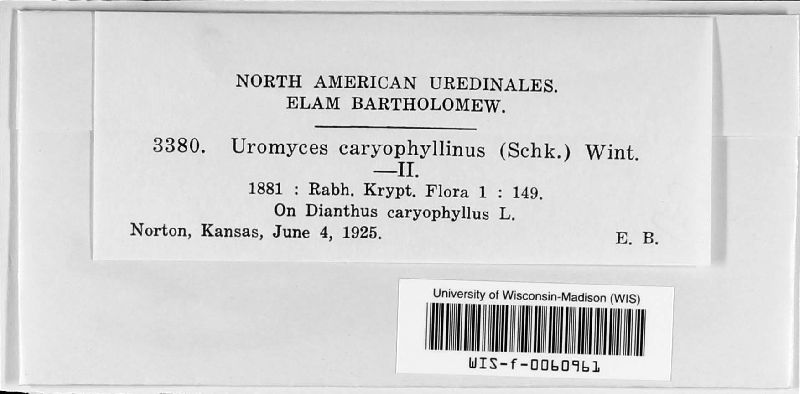 NORTH AMERICAN UREDINALES.
ELAM BARTHOLOMEW.
3380. Uromyces caryophyllinus (Schk.) Wint.
—II.
1881 : Rabh. Krypt. Flora 1 : 149.
On Dianthus caryophyllus L.
Norton, Kansas, June 4, 1925. E. B.
University of Wisconsin-Madison (WIS)
WIS-f-0060961